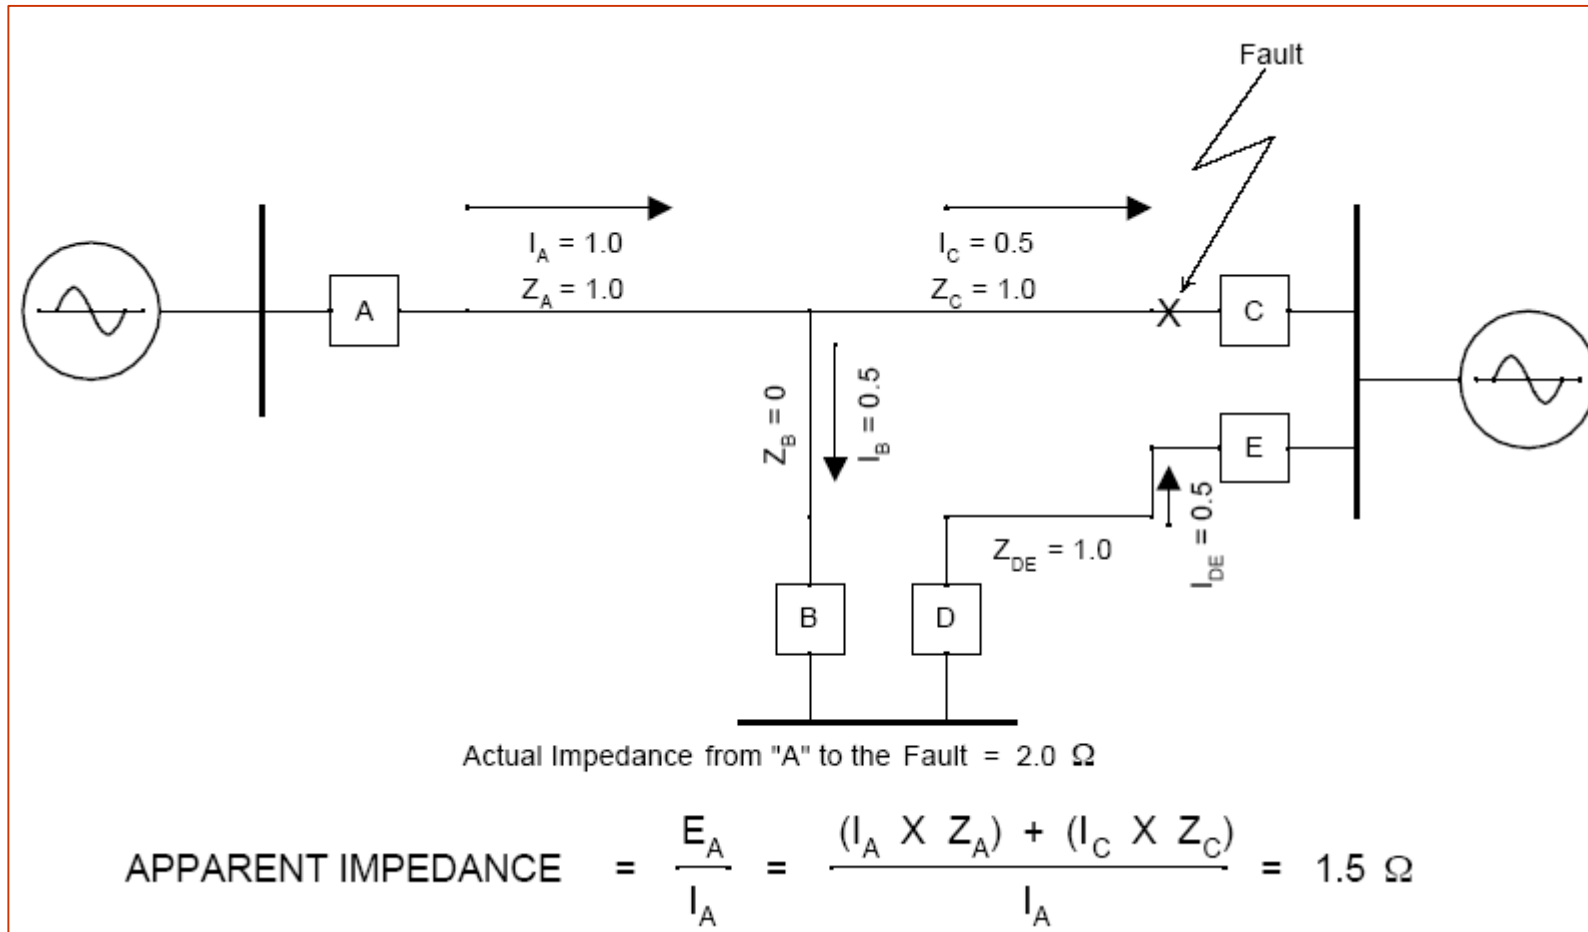 Fault
I_A = 1.0
Z_A = 1.0
I_C = 0.5
Z_C = 1.0
A
C
Z_B = 0
I_B = 0.5
E
I_DE = 0.5
Z_DE = 1.0
B
D
Actual Impedance from "A" to the Fault = 2.0 Ω
APPARENT IMPEDANCE = E_A / I_A = (I_A X Z_A) + (I_C X Z_C) / I_A = 1.5 Ω